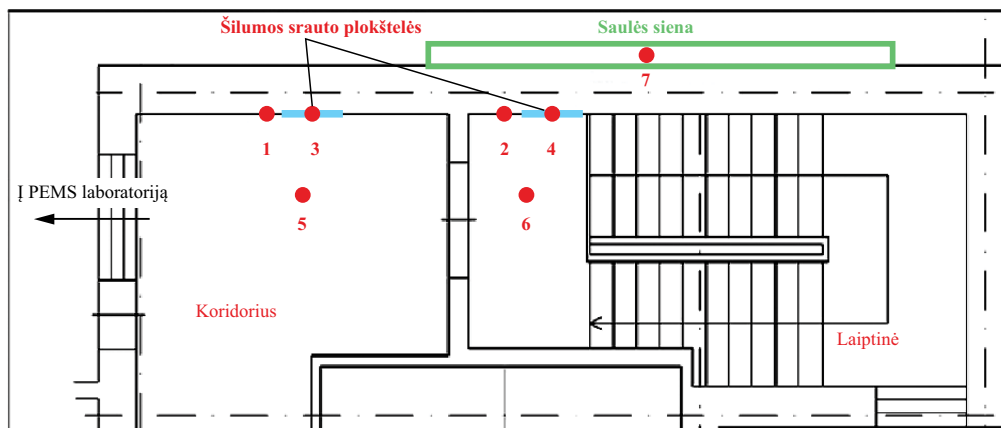 Šilumos srauto plokštelės
Saulės siena
7
1
3
2
4
Į PEMS laboratoriją
5
6
Koridorius
Laiptinė